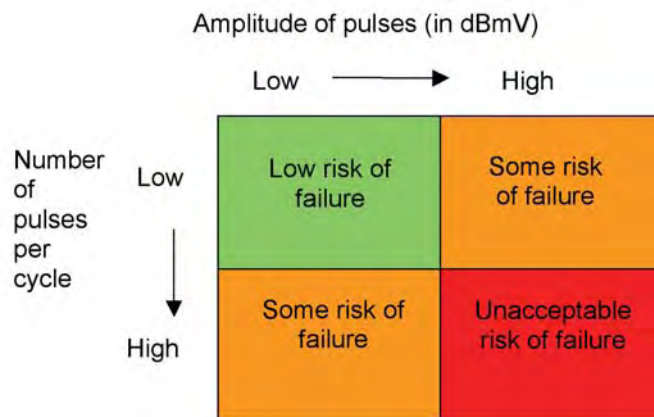 Amplitude of pulses (in dBmV)
Low
High
Number
of
pulses
per
cycle
Low
High
Low risk of
failure
Some risk
of failure
Some risk of
failure
Unacceptable
risk of failure